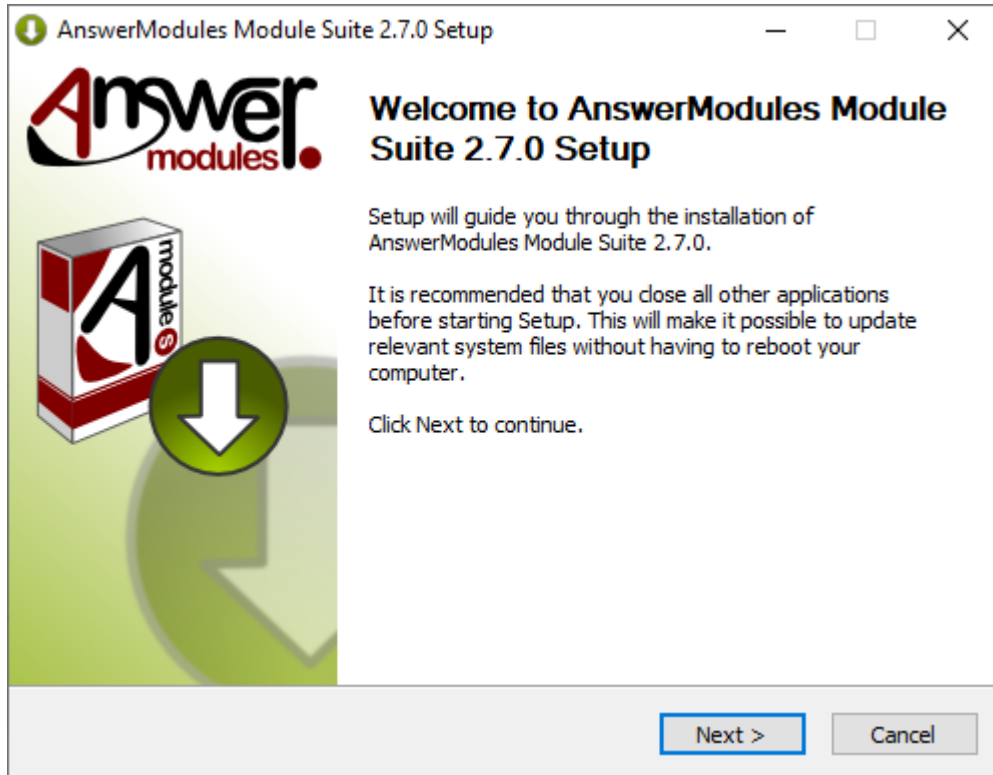 AnswerModules Module Suite 2.7.0 Setup
Answer
modules
Welcome to AnswerModules Module
Suite 2.7.0 Setup
Setup will guide you through the installation of
AnswerModules Module Suite 2.7.0.
It is recommended that you close all other applications
before starting Setup. This will make it possible to update
relevant system files without having to reboot your
computer.
Click Next to continue.
A
modules
Next >
Cancel